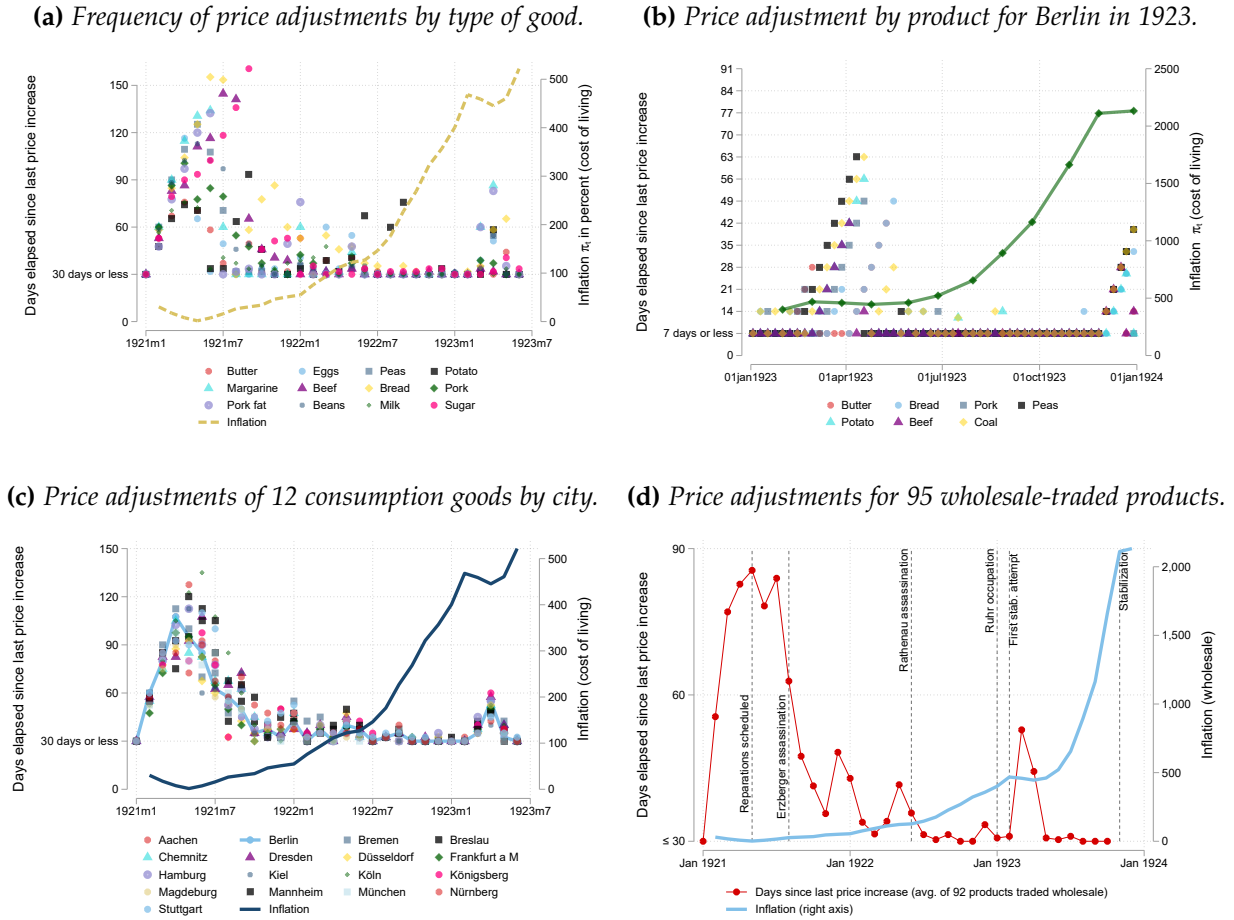 (a) Frequency of price adjustments by type of good.
Days elapsed since last price increase
150
120
90
60
30 days or less
0
500
400
300
200
100
0
Inflation πt in percent (cost of living)
1921m1 1921m7 1922m1 1922m7 1923m1 1923m7
Butter Eggs Peas Potato
Margarine Beef Bread Pork
Pork fat Beans Milk Sugar
Inflation
(b) Price adjustment by product for Berlin in 1923.
Days elapsed since last price increase
91
84
77
70
63
56
49
42
35
28
21
14
7 days or less
0
2500
2000
1500
1000
500
0
Inflation πt (cost of living)
01jan1923 01apr1923 01jul1923 01oct1923 01jan1924
Butter Bread Pork Peas
Potato Beef Coal
(c) Price adjustments of 12 consumption goods by city.
Days elapsed since last price increase
150
120
90
60
30 days or less
0
500
400
300
200
100
0
Inflation (cost of living)
1921m1 1921m7 1922m1 1922m7 1923m1 1923m7
Aachen Berlin Bremen Breslau
Chemnitz Dresden Düsseldorf Frankfurt a M
Hamburg Kiel Köln Königsberg
Magdeburg Mannheim München Nürnberg
Stuttgart Inflation
(d) Price adjustments for 95 wholesale-traded products.
Days elapsed since last price increase
90
60
≤ 30
Reparations scheduled
Erzberger assassination
Rathenau assassination
Ruhr occupation
First stab. attempt
Stabilization
2,000
1,500
1,000
500
0
Inflation (wholesale)
Jan 1921 Jan 1922 Jan 1923 Jan 1924
Days since last price increase (avg. of 92 products traded wholesale)
Inflation (right axis)